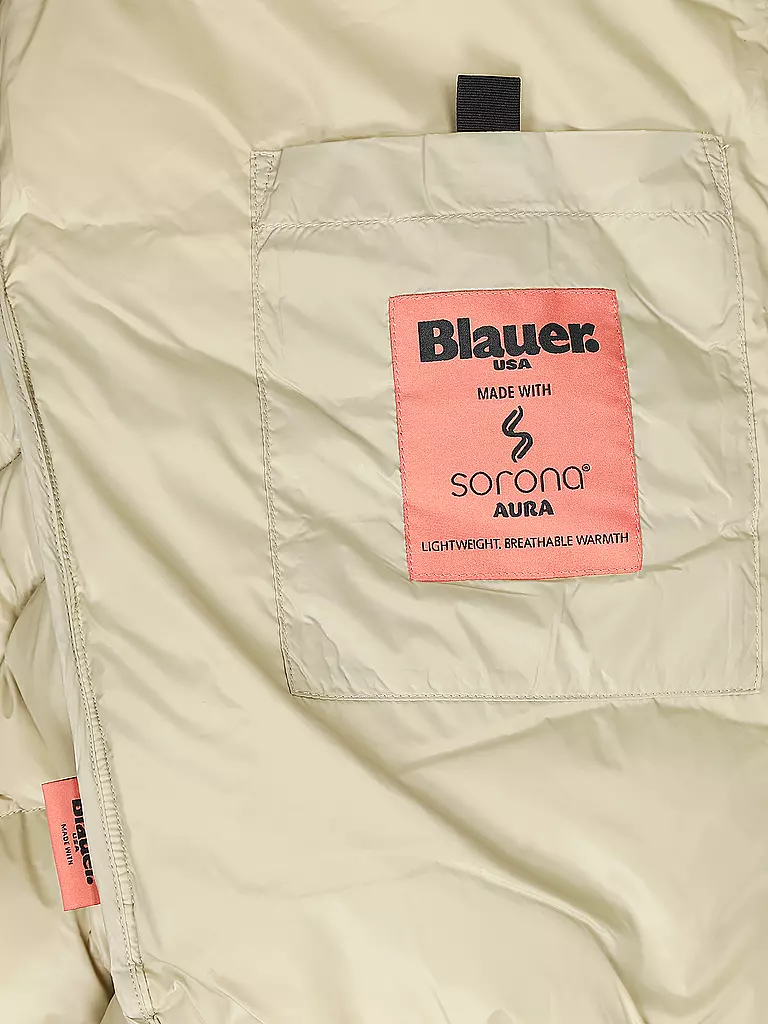 Blauer.
USA
MADE WITH
sorona®
AURA
LIGHTWEIGHT, BREATHABLE WARMTH
Blauer.
USA
MADE WITH